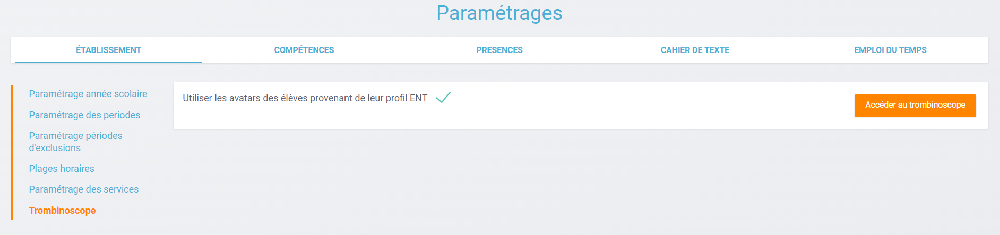 Paramétrages
ÉTABLISSEMENT
COMPÉTENCES
PRESENCES
CAHIER DE TEXTE
EMPLOI DU TEMPS
Paramétrage année scolaire
Paramétrage des periodes
Paramétrage périodes
d'exclusions
Plages horaires
Paramétrage des services
Trombinoscope
Utiliser les avatars des élèves provenant de leur profil ENT
Accéder au trombinoscope